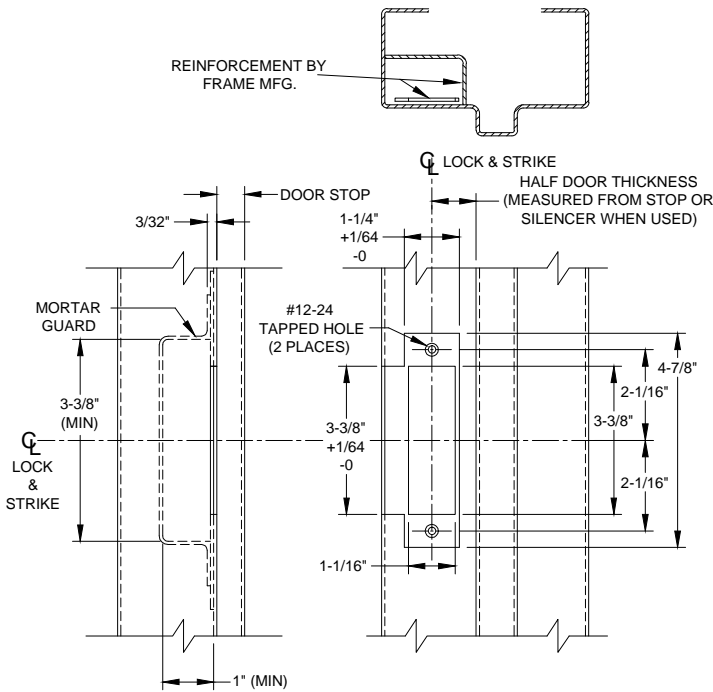 REINFORCEMENT BY
FRAME MFG.
CL LOCK & STRIKE
DOOR STOP
HALF DOOR THICKNESS
(MEASURED FROM STOP OR
SILENCER WHEN USED)
3/32"
1-1/4"
+1/64
-0
MORTAR
GUARD
#12-24
TAPPED HOLE
(2 PLACES)
4-7/8"
2-1/16"
3-3/8"
(MIN)
3-3/8"
+1/64
-0
3-3/8"
CL
LOCK
&
STRIKE
2-1/16"
1-1/16"
1" (MIN)